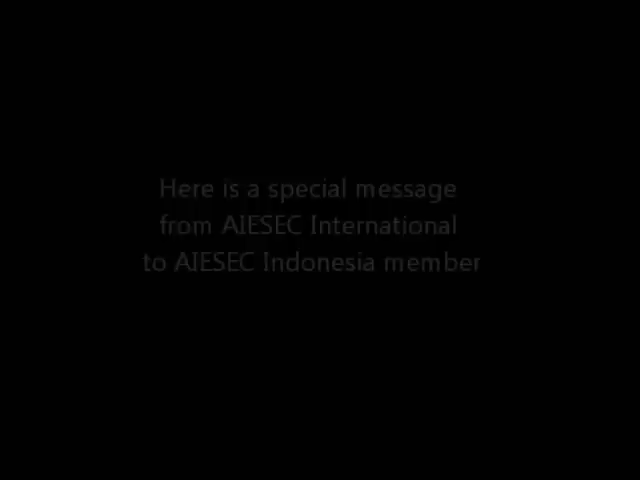 Here is a special message
from AIESEC International
to AIESEC Indonesia member